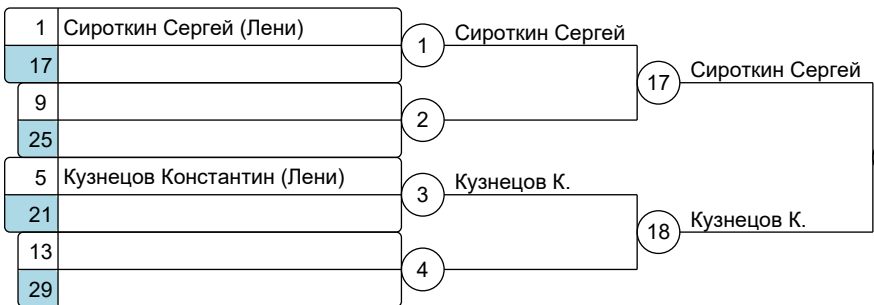 1 Сироткин Сергей (Лени)
17
9
25
5 Кузнецов Константин (Лени)
21
13
29
1 Сироткин Сергей
2
3 Кузнецов К.
4
17 Сироткин Сергей
18 Кузнецов К.